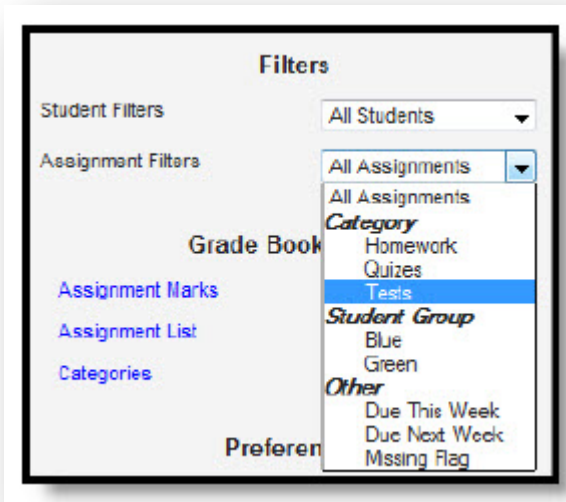 Filters
Student Filters
All Students
Assignment Filters
All Assignments
All Assignments
Category
Homework
Quizes
Tests
Student Group
Blue
Green
Other
Due This Week
Due Next Week
Missing Flag
Grade Book
Assignment Marks
Assignment List
Categories
Preferen